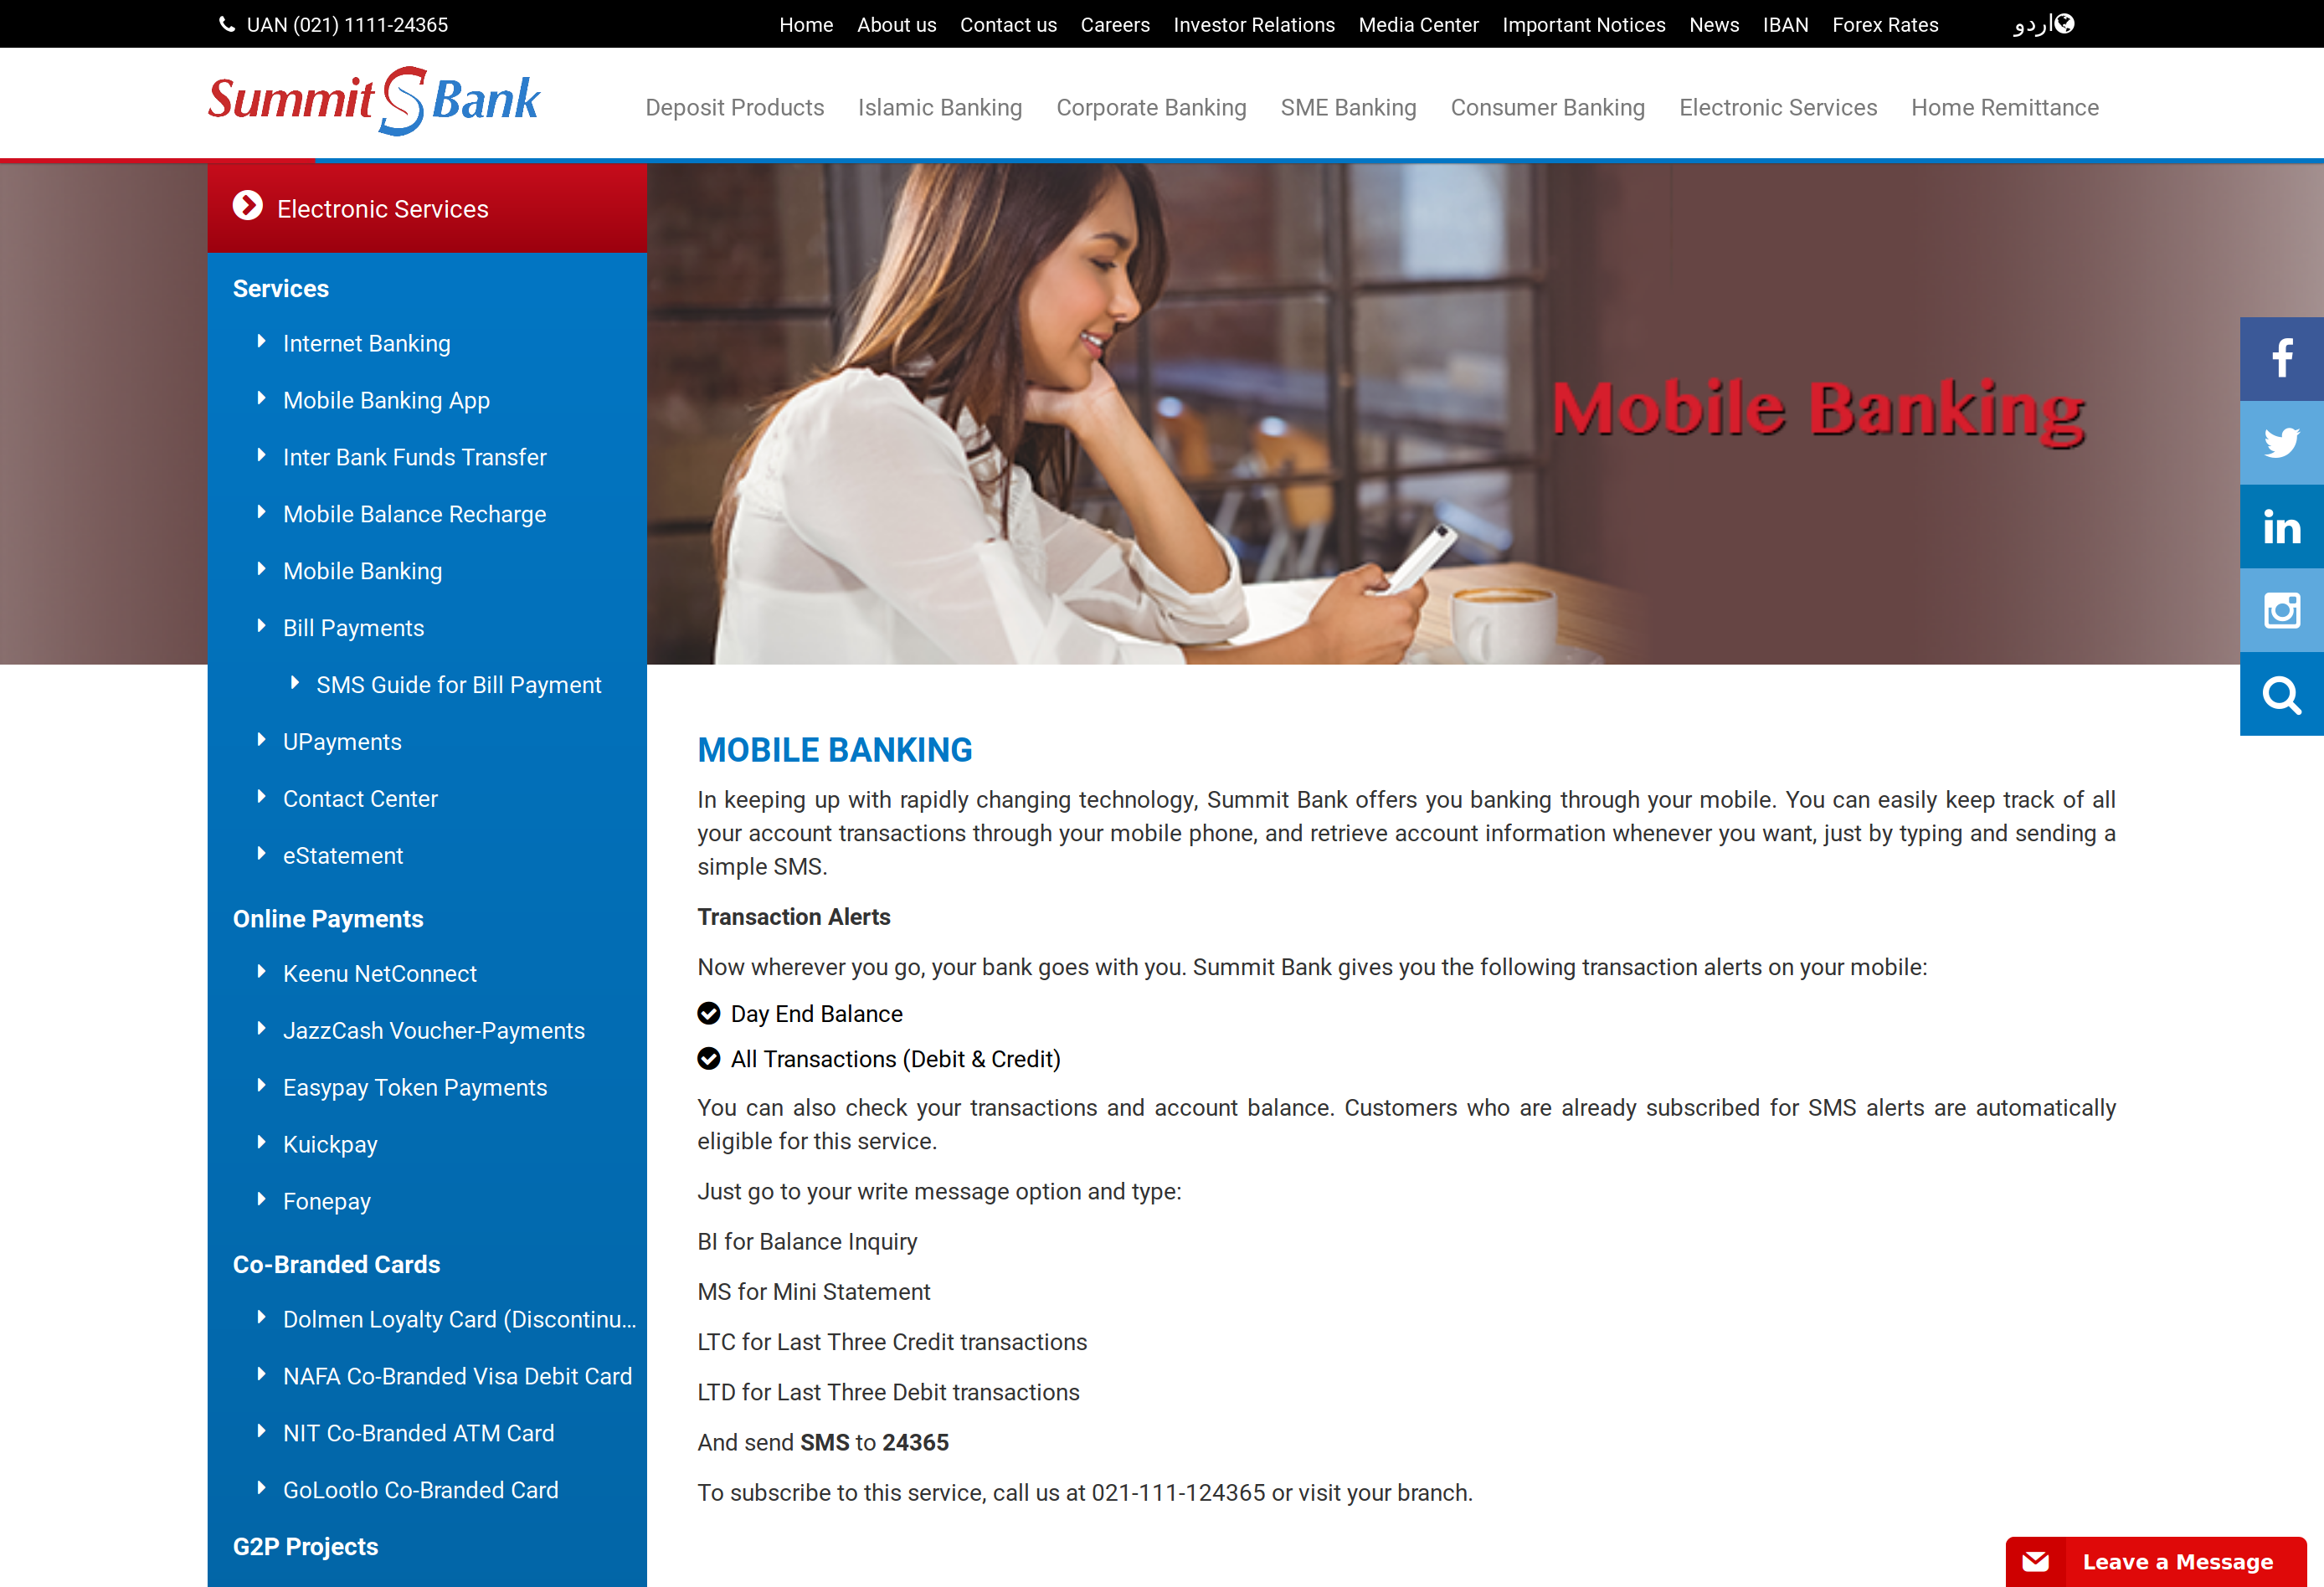 UAN (021) 1111-24365
Home About us Contact us Careers Investor Relations Media Center Important Notices News IBAN Forex Rates اردو
Summit S Bank
Deposit Products Islamic Banking Corporate Banking SME Banking Consumer Banking Electronic Services Home Remittance
Electronic Services
Services
Internet Banking
Mobile Banking App
Inter Bank Funds Transfer
Mobile Balance Recharge
Mobile Banking
Bill Payments
SMS Guide for Bill Payment
UPayments
Contact Center
eStatement
Online Payments
Keenu NetConnect
JazzCash Voucher-Payments
Easypay Token Payments
Kuickpay
Fonepay
Co-Branded Cards
Dolmen Loyalty Card (Discontinu...
NAFA Co-Branded Visa Debit Card
NIT Co-Branded ATM Card
GoLootlo Co-Branded Card
G2P Projects
Mobile Banking
MOBILE BANKING
In keeping up with rapidly changing technology, Summit Bank offers you banking through your mobile. You can easily keep track of all
your account transactions through your mobile phone, and retrieve account information whenever you want, just by typing and sending a
simple SMS.
Transaction Alerts
Now wherever you go, your bank goes with you. Summit Bank gives you the following transaction alerts on your mobile:
Day End Balance
All Transactions (Debit & Credit)
You can also check your transactions and account balance. Customers who are already subscribed for SMS alerts are automatically
eligible for this service.
Just go to your write message option and type:
BI for Balance Inquiry
MS for Mini Statement
LTC for Last Three Credit transactions
LTD for Last Three Debit transactions
And send SMS to 24365
To subscribe to this service, call us at 021-111-124365 or visit your branch.
Leave a Message